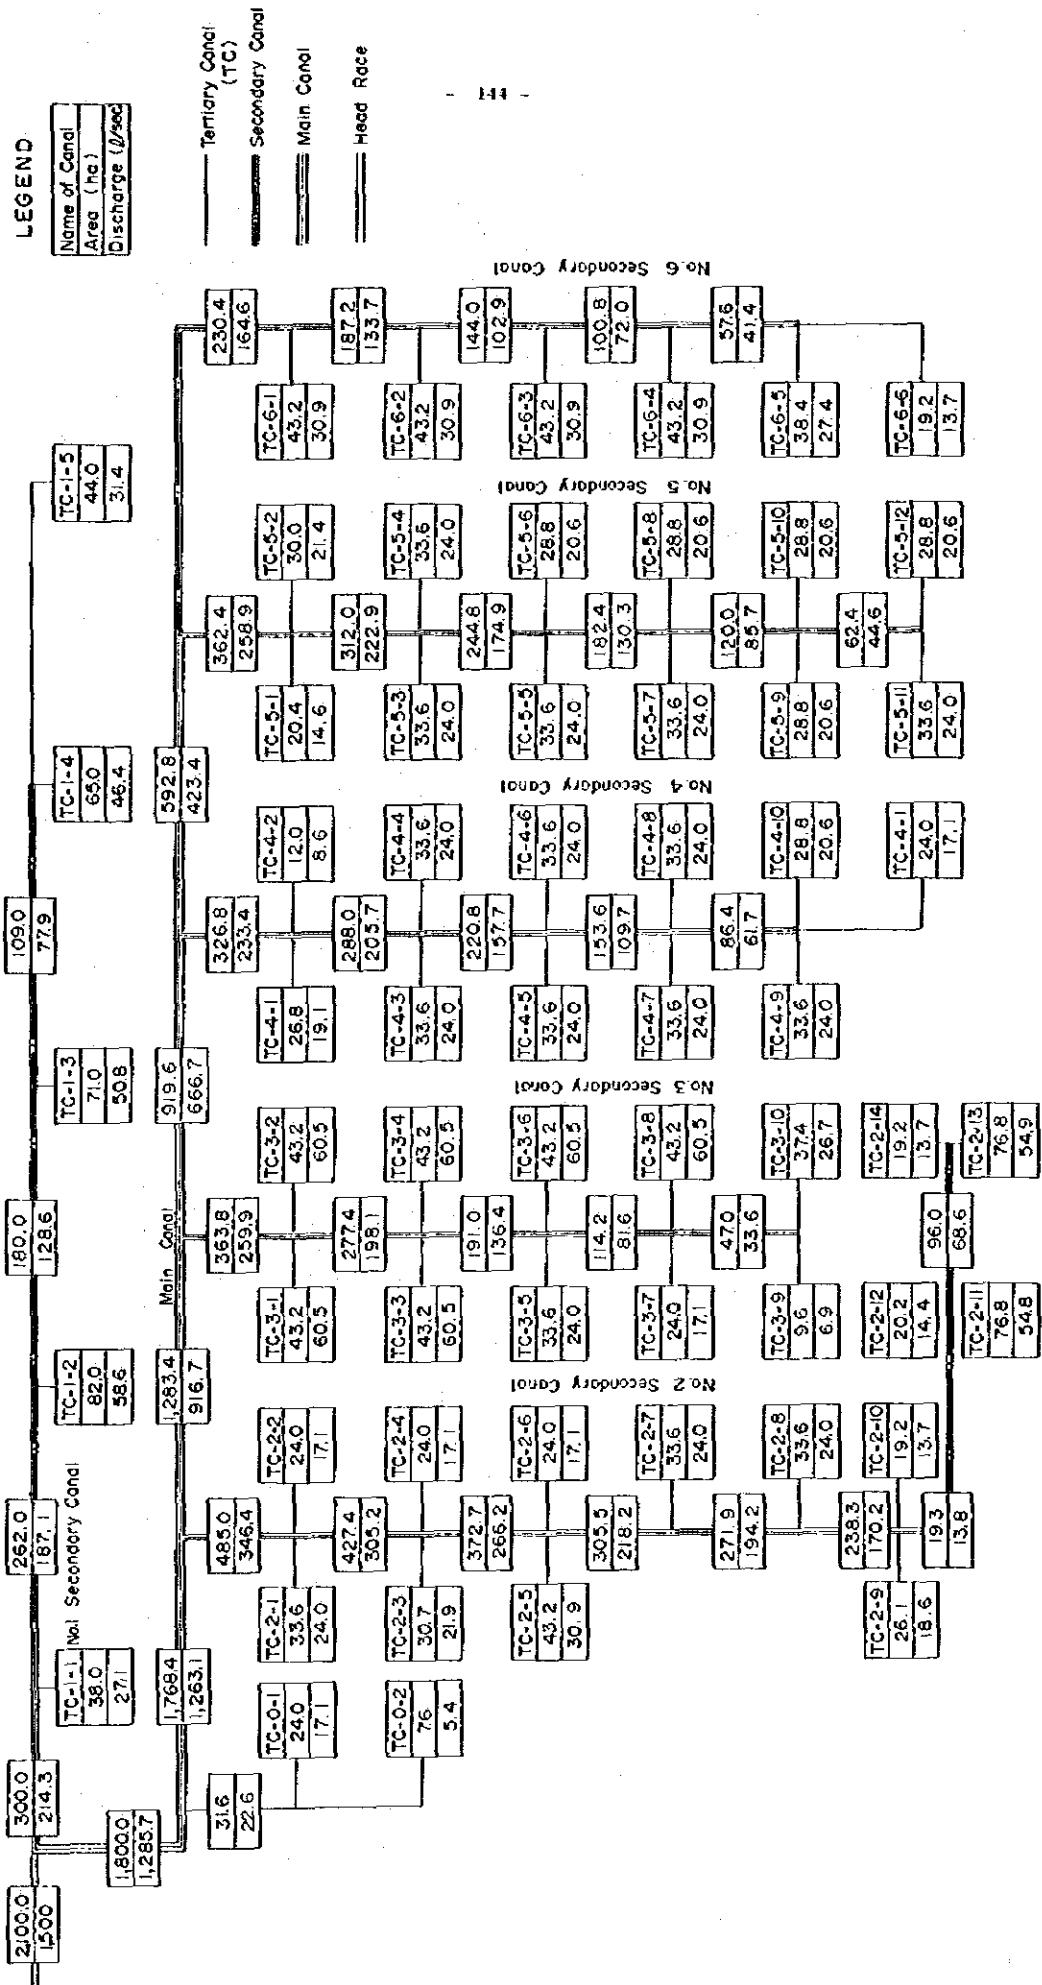 LEGEND
Name of Canal
Area (ha)
Discharge (ℓ/sec)
Tertiary Canal
(TC)
Secondary Canal
Main Canal
Head Race
- 144 -
2,100.0
1,500
300.0
214.3
262.0
187.1
180.0
128.6
109.0
77.9
TC-1-1
38.0
27.1
No.1 Secondary Canal
TC-1-2
82.0
58.6
TC-1-3
71.0
50.8
TC-1-4
65.0
46.4
TC-1-5
44.0
31.4
1,800.0
1,285.7
1,768.4
1,263.1
1,283.4
916.7
Main Canal
919.6
666.7
592.8
423.4
31.6
22.6
TC-0-1
24.0
17.1
TC-0-2
7.6
5.4
485.0
346.4
TC-2-1
33.6
24.0
TC-2-2
24.0
17.1
427.4
305.2
TC-2-3
30.7
21.9
TC-2-4
24.0
17.1
372.7
266.2
TC-2-5
43.2
30.9
TC-2-6
24.0
17.1
305.5
218.2
TC-2-7
33.6
24.0
271.9
194.2
TC-2-8
33.6
24.0
238.3
170.2
TC-2-9
26.1
18.6
TC-2-10
19.2
13.7
19.3
13.8
TC-2-12
20.2
14.4
TC-2-11
76.8
54.8
96.0
68.6
TC-2-14
19.2
13.7
TC-2-13
76.8
54.9
No.2 Secondary Canal
363.8
259.9
TC-3-1
43.2
60.5
TC-3-2
43.2
60.5
277.4
198.1
TC-3-3
43.2
60.5
TC-3-4
43.2
60.5
191.0
136.4
TC-3-5
33.6
24.0
TC-3-6
43.2
60.5
114.2
81.6
TC-3-7
24.0
17.1
TC-3-8
43.2
60.5
47.0
33.6
TC-3-9
9.6
6.9
TC-3-10
37.4
26.7
No.3 Secondary Canal
326.8
233.4
TC-4-1
26.8
19.1
TC-4-2
12.0
8.6
288.0
205.7
TC-4-3
33.6
24.0
TC-4-4
33.6
24.0
220.8
157.7
TC-4-5
33.6
24.0
TC-4-6
33.6
24.0
153.6
109.7
TC-4-7
33.6
24.0
TC-4-8
33.6
24.0
86.4
61.7
TC-4-9
33.6
24.0
TC-4-10
28.8
20.6
TC-4-1
24.0
17.1
No.4 Secondary Canal
362.4
258.9
TC-5-1
20.4
14.6
TC-5-2
30.0
21.4
312.0
222.9
TC-5-3
33.6
24.0
TC-5-4
33.6
24.0
244.8
174.9
TC-5-5
33.6
24.0
TC-5-6
28.8
20.6
182.4
130.3
TC-5-7
33.6
24.0
TC-5-8
28.8
20.6
120.0
85.7
TC-5-9
28.8
20.6
TC-5-10
28.8
20.6
62.4
44.6
TC-5-11
33.6
24.0
TC-5-12
28.8
20.6
No.5 Secondary Canal
230.4
164.6
TC-6-1
43.2
30.9
187.2
133.7
TC-6-2
43.2
30.9
144.0
102.9
TC-6-3
43.2
30.9
100.8
72.0
TC-6-4
43.2
30.9
57.6
41.4
TC-6-5
38.4
27.4
TC-6-6
19.2
13.7
No.6 Secondary Canal